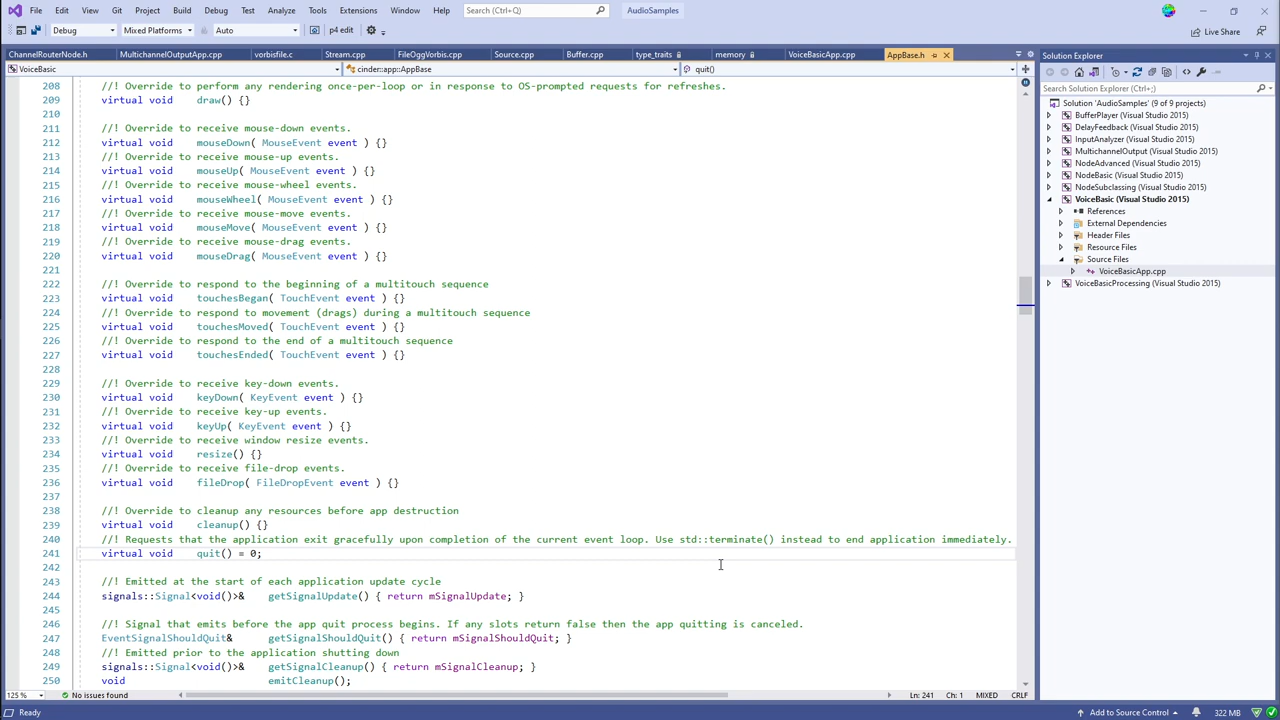 File Edit View Git Project Build Debug Test Analyze Tools Extensions Window Help Search (Ctrl+Q) AudioSamples
Debug Mixed Platforms Auto p4 edit Live Share
ChannelRouterNode.h MultichannelOutputApp.cpp vorbisfile.c Stream.cpp FileOggVorbis.cpp Source.cpp Buffer.cpp type_traits memory VoiceBasicApp.cpp AppBase.h
VoiceBasic cinder::app::AppBase quit()
208 //! Override to perform any rendering once-per-loop or in response to OS-prompted requests for refreshes.
209 virtual void draw() {}
210
211 //! Override to receive mouse-down events.
212 virtual void mouseDown( MouseEvent event ) {}
213 //! Override to receive mouse-up events.
214 virtual void mouseUp( MouseEvent event ) {}
215 //! Override to receive mouse-wheel events.
216 virtual void mouseWheel( MouseEvent event ) {}
217 //! Override to receive mouse-move events.
218 virtual void mouseMove( MouseEvent event ) {}
219 //! Override to receive mouse-drag events.
220 virtual void mouseDrag( MouseEvent event ) {}
221
222 //! Override to respond to the beginning of a multitouch sequence
223 virtual void touchesBegan( TouchEvent event ) {}
224 //! Override to respond to movement (drags) during a multitouch sequence
225 virtual void touchesMoved( TouchEvent event ) {}
226 //! Override to respond to the end of a multitouch sequence
227 virtual void touchesEnded( TouchEvent event ) {}
228
229 //! Override to receive key-down events.
230 virtual void keyDown( KeyEvent event ) {}
231 //! Override to receive key-up events.
232 virtual void keyUp( KeyEvent event ) {}
233 //! Override to receive window resize events.
234 virtual void resize() {}
235 //! Override to receive file-drop events.
236 virtual void fileDrop( FileDropEvent event ) {}
237
238 //! Override to cleanup any resources before app destruction
239 virtual void cleanup() {}
240 //! Requests that the application exit gracefully upon completion of the current event loop. Use std::terminate() instead to end application immediately.
241 virtual void quit() = 0;
242
243 //! Emitted at the start of each application update cycle
244 signals::Signal<void()>& getSignalUpdate() { return mSignalUpdate; }
245
246 //! Signal that emits before the app quit process begins. If any slots return false then the app quitting is canceled.
247 EventSignalShouldQuit& getSignalShouldQuit() { return mSignalShouldQuit; }
248 //! Emitted prior to the application shutting down
249 signals::Signal<void()>& getSignalCleanup() { return mSignalCleanup; }
250 void emitCleanup();
125 % No issues found Ln: 241 Ch: 1 MIXED CRLF
Solution Explorer
Search Solution Explorer (Ctrl+;)
Solution 'AudioSamples' (9 of 9 projects)
BufferPlayer (Visual Studio 2015)
DelayFeedback (Visual Studio 2015)
InputAnalyzer (Visual Studio 2015)
MultichannelOutput (Visual Studio 2015)
NodeAdvanced (Visual Studio 2015)
NodeBasic (Visual Studio 2015)
NodeSubclassing (Visual Studio 2015)
VoiceBasic (Visual Studio 2015)
References
External Dependencies
Header Files
Resource Files
Source Files
VoiceBasicApp.cpp
VoiceBasicProcessing (Visual Studio 2015)
Ready Add to Source Control 322 MB